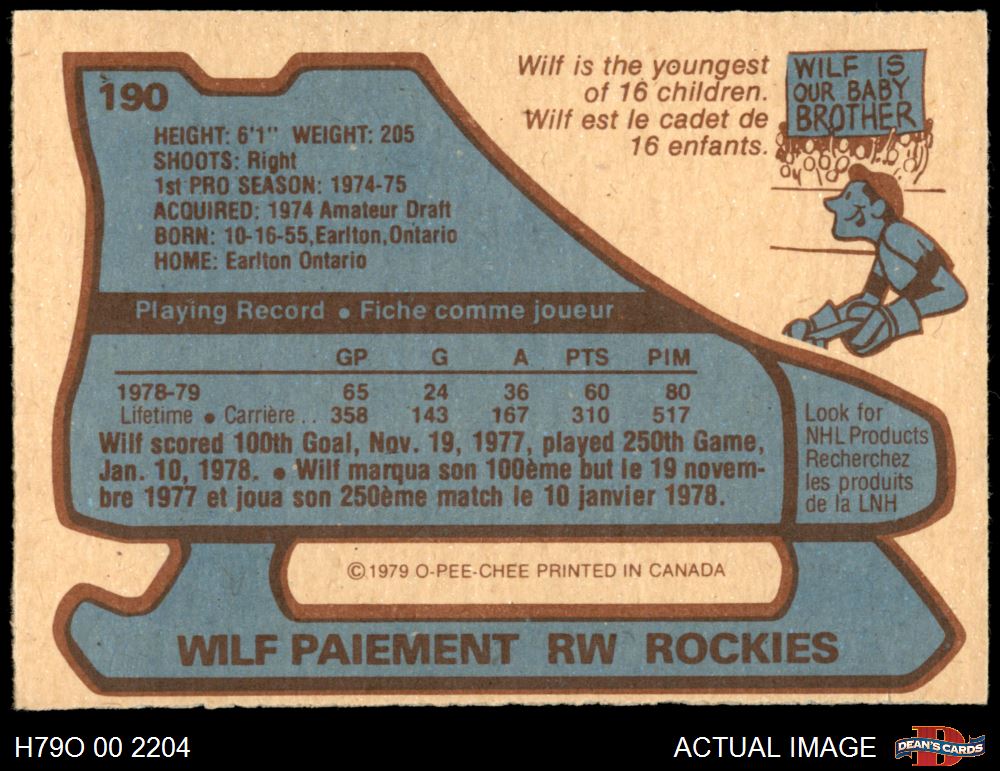 190
Wilf is the youngest
of 16 children.
Wilf est le cadet de
16 enfants.
WILF IS
OUR BABY
BROTHER
HEIGHT: 6'1" WEIGHT: 205
SHOOTS: Right
1st PRO SEASON: 1974-75
ACQUIRED: 1974 Amateur Draft
BORN: 10-16-55, Earlton, Ontario
HOME: Earlton Ontario
Playing Record • Fiche comme joueur
GP G A PTS PIM
1978-79 65 24 36 60 80
Lifetime • Carrière . . 358 143 167 310 517
Wilf scored 100th Goal, Nov. 19, 1977, played 250th Game,
Jan. 10, 1978. • Wilf marqua son 100ème but le 19 novem-
bre 1977 et joua son 250ème match le 10 janvier 1978.
Look for
NHL Products
Recherchez
les produits
de la LNH
©1979 O-PEE-CHEE PRINTED IN CANADA
WILF PAIEMENT RW ROCKIES
H79O 00 2204
ACTUAL IMAGE
DEAN'S CARDS